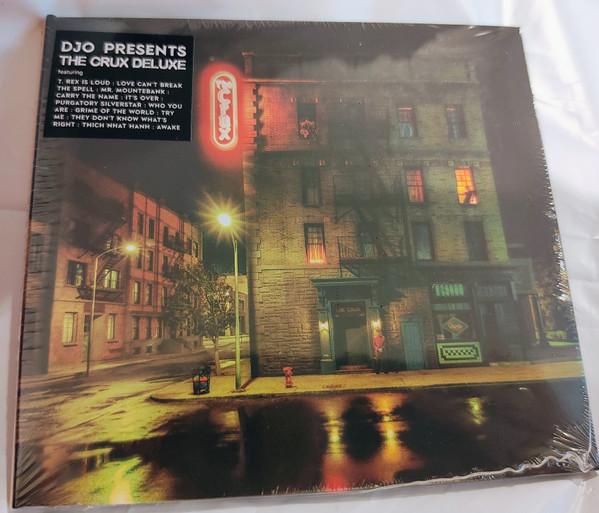 DJO PRESENTS
THE CRUX DELUXE
featuring
T. REX IS LOUD : LOVE CAN'T BREAK
THE SPELL : MR. MOUNTEBANK :
CARRY THE NAME : IT'S OVER :
PURGATORY SILVERSTAR : WHO YOU
ARE : GRIME OF THE WORLD : TRY
ME : THEY DON'T KNOW WHAT'S
RIGHT : THICH NHAT HANH : AWAKE